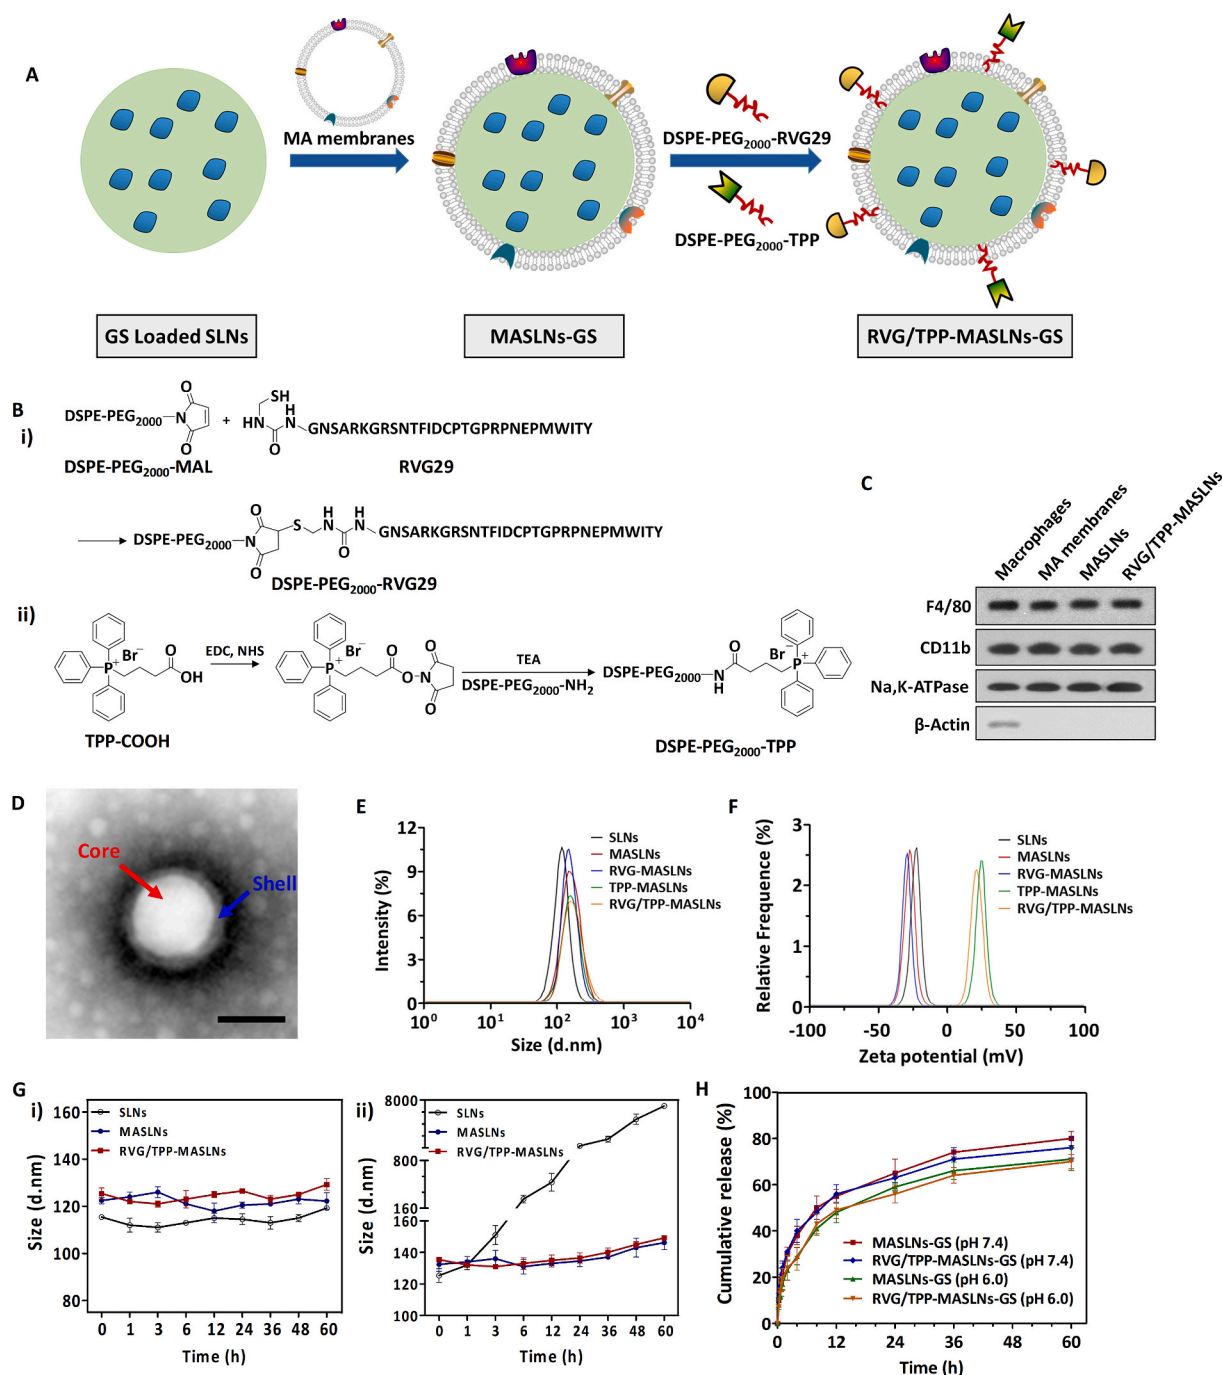 A
MA membranes
DSPE-PEG2000-RVG29
DSPE-PEG2000-TPP
GS Loaded SLNs
MASLNs-GS
RVG/TPP-MASLNs-GS
B
i)
DSPE-PEG2000
N
O
O
+
SH
H
N
H
N
O
GNSARKGRSNTFIDCPTGPRPNEPMWITY
DSPE-PEG2000-MAL
RVG29
DSPE-PEG2000
N
O
O
S
H
N
H
N
O
GNSARKGRSNTFIDCPTGPRPNEPMWITY
DSPE-PEG2000-RVG29
ii)
P+
Br−
O
OH
TPP-COOH
EDC, NHS
P+
Br−
O
O
N
O
O
TEA
DSPE-PEG2000-NH2
DSPE-PEG2000
N
H
O
Br−
P+
DSPE-PEG2000-TPP
C
Macrophages
MA membranes
MASLNs
RVG/TPP-MASLNs
F4/80
CD11b
Na,K-ATPase
β-Actin
D
Core
Shell
E
Intensity (%)
12
9
6
3
0
10^0
10^1
10^2
10^3
10^4
Size (d.nm)
SLNs
MASLNs
RVG-MASLNs
TPP-MASLNs
RVG/TPP-MASLNs
F
Relative Frequence (%)
3
2
1
0
-100
-50
0
50
100
Zeta potential (mV)
SLNs
MASLNs
RVG-MASLNs
TPP-MASLNs
RVG/TPP-MASLNs
G
i)
Size (d.nm)
160
140
120
100
80
0 1 3 6 12 24 36 48 60
Time (h)
SLNs
MASLNs
RVG/TPP-MASLNs
ii)
Size (d.nm)
8000
800
160
160
140
120
100
0 1 3 6 12 24 36 48 60
Time (h)
SLNs
MASLNs
RVG/TPP-MASLNs
H
Cumulative release (%)
100
80
60
40
20
0
0 12 24 36 48 60
Time (h)
MASLNs-GS (pH 7.4)
RVG/TPP-MASLNs-GS (pH 7.4)
MASLNs-GS (pH 6.0)
RVG/TPP-MASLNs-GS (pH 6.0)